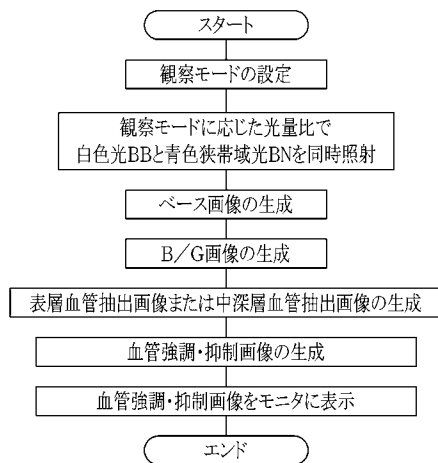 スタート
観察モードの設定
観察モードに応じた光量比で
白色光BBと青色狭帯域光BNを同時照射
ベース画像の生成
B/G画像の生成
表層血管抽出画像または中深層血管抽出画像の生成
血管強調・抑制画像の生成
血管強調・抑制画像をモニタに表示
エンド